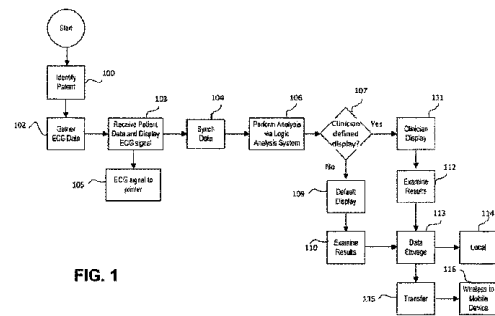 Start
Identify
Patient
100
102
Gather
ECG Data
103
Receive Patient
Data and Display
ECG signal
104
Synch
Data
106
Perform Analysis
via Logic
Analysis System
107
Clinician
defined
display?
Yes
No
131
Clinician
Display
105
ECG signal to
printer
109
Default
Display
112
Examine
Results
110
Examine
Results
113
Data
Storage
114
Local
115
Transfer
116
Wireless to
Mobile
Device
FIG. 1